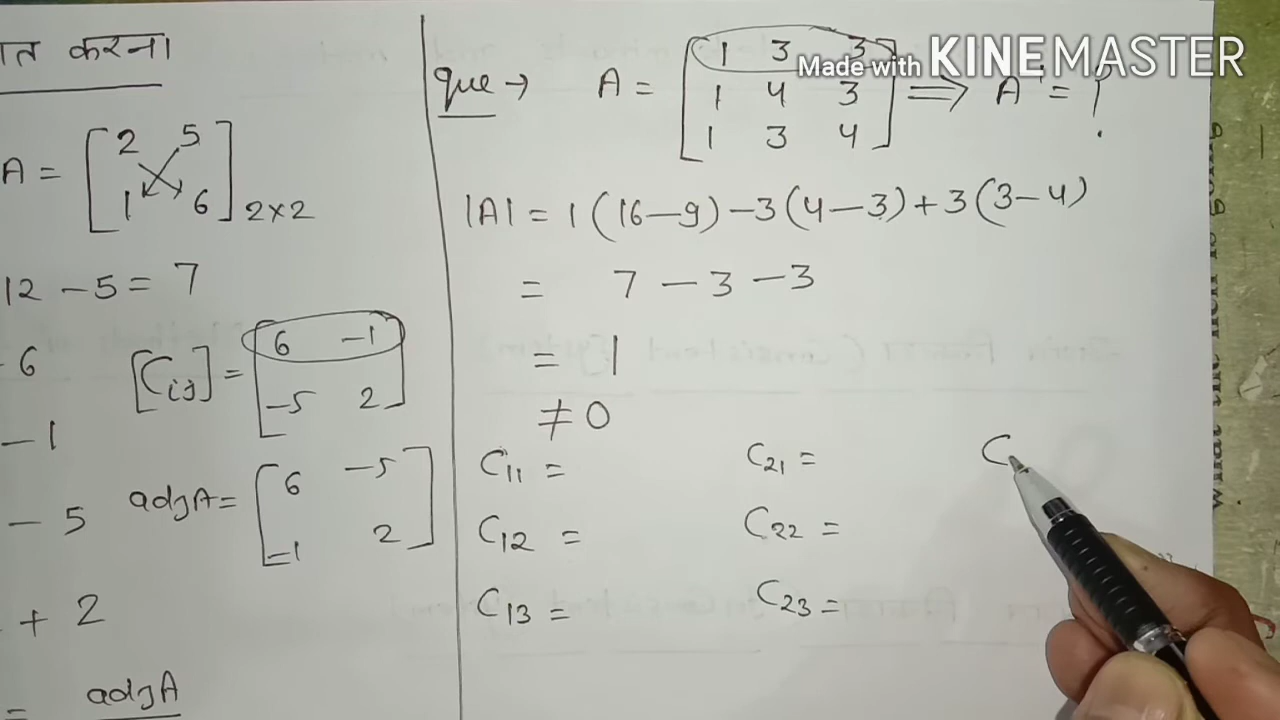 ात करना
A = [ 2 5
1 6 ] 2×2
12 - 5 = 7
- 6
[Cij] = [ 6 -1
-5 2 ]
- 1
- 5
adjA = [ 6 -5
-1 2 ]
+ 2
= adjA
que → A = [ 1 3 3
1 4 3
1 3 4 ] ⇒ A⁻¹ = ?
Made with KINEMASTER
|A| = 1 (16-9) -3 (4-3) + 3 (3-4)
= 7 - 3 - 3
= 1
≠ 0
C11 = C21 = C
C12 = C22 =
C13 = C23 =